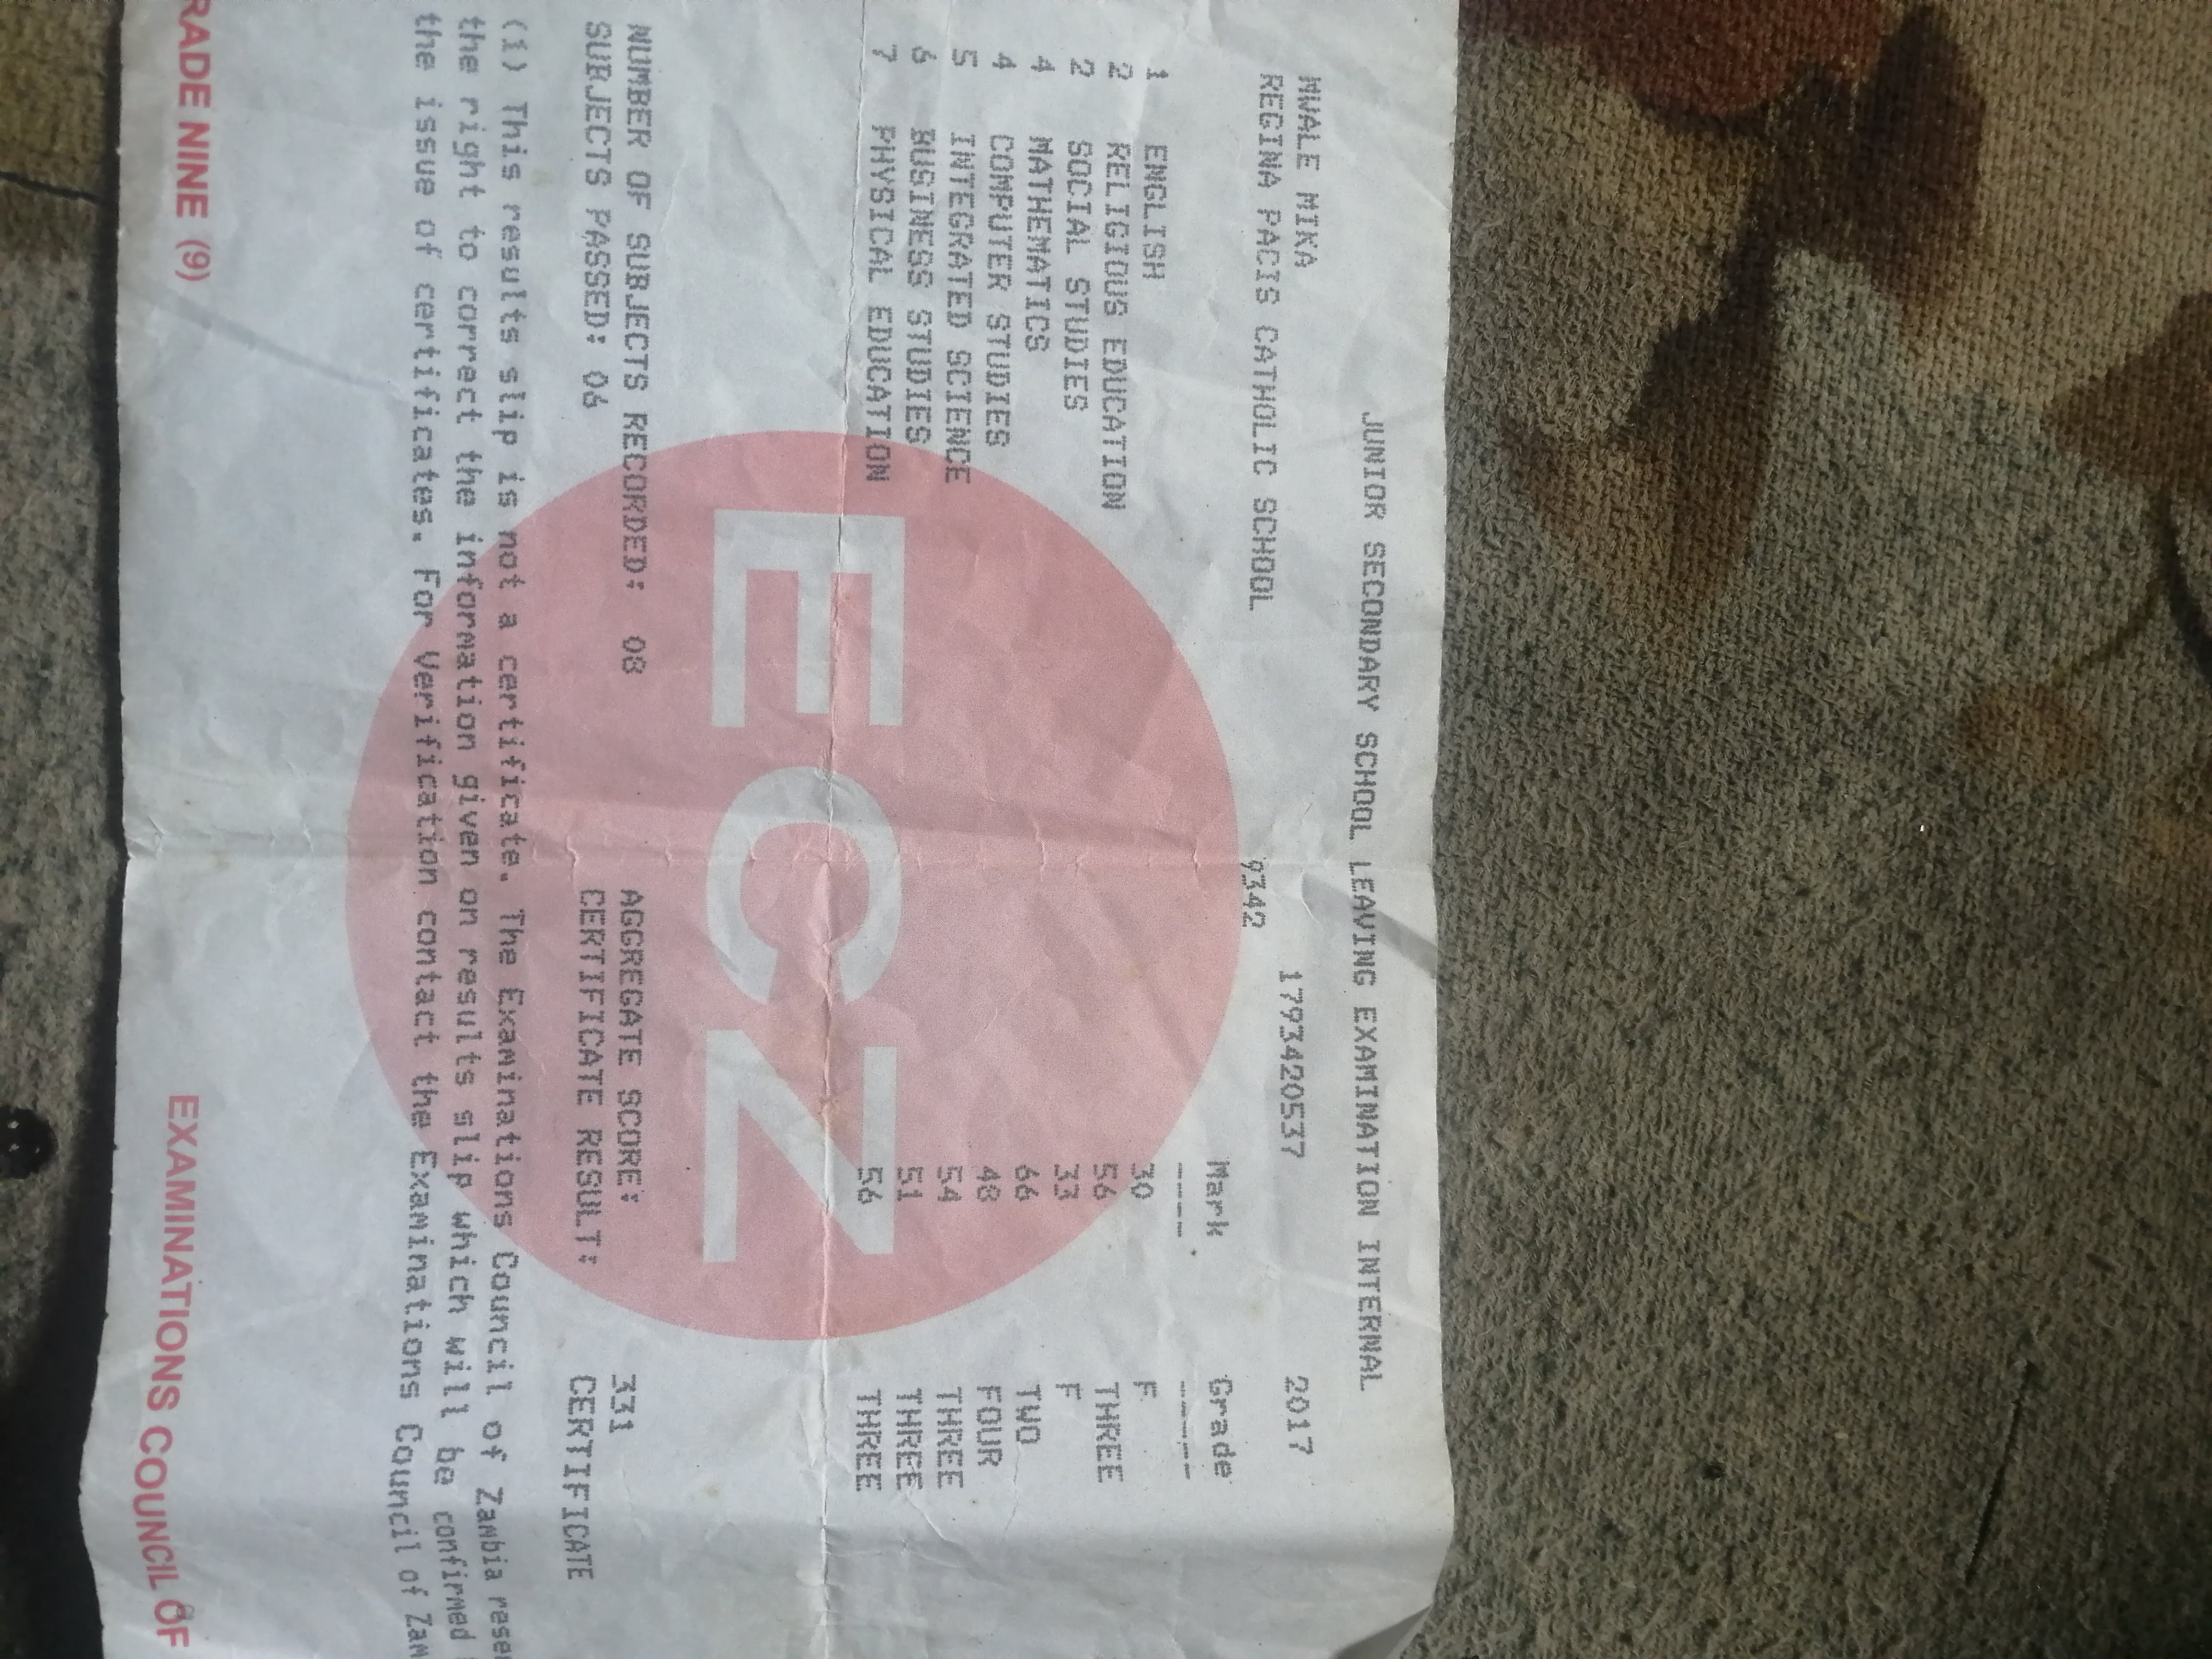 JUNIOR SECONDARY SCHOOL LEAVING EXAMINATION INTERNAL
MWALE MIKA 1793420537 2017
REGINA PACIS CATHOLIC SCHOOL 9342
Mark Grade
---- -----
1 ENGLISH 30 F
2 RELIGIOUS EDUCATION 56 THREE
2 SOCIAL STUDIES 33 F
4 MATHEMATICS 66 TWO
4 COMPUTER STUDIES 48 FOUR
5 INTEGRATED SCIENCE 54 THREE
6 BUSINESS STUDIES 51 THREE
7 PHYSICAL EDUCATION 56 THREE
ECZ
NUMBER OF SUBJECTS RECORDED: 08 AGGREGATE SCORE: 331
SUBJECTS PASSED: 06 CERTIFICATE RESULT: CERTIFICATE
(i) This results slip is not a certificate. The Examinations Council of Zambia reser
the right to correct the information given on results slip which will be confirmed
the issue of certificates. For Verification contact the Examinations Council of Zam
RADE NINE (9) EXAMINATIONS COUNCIL OF